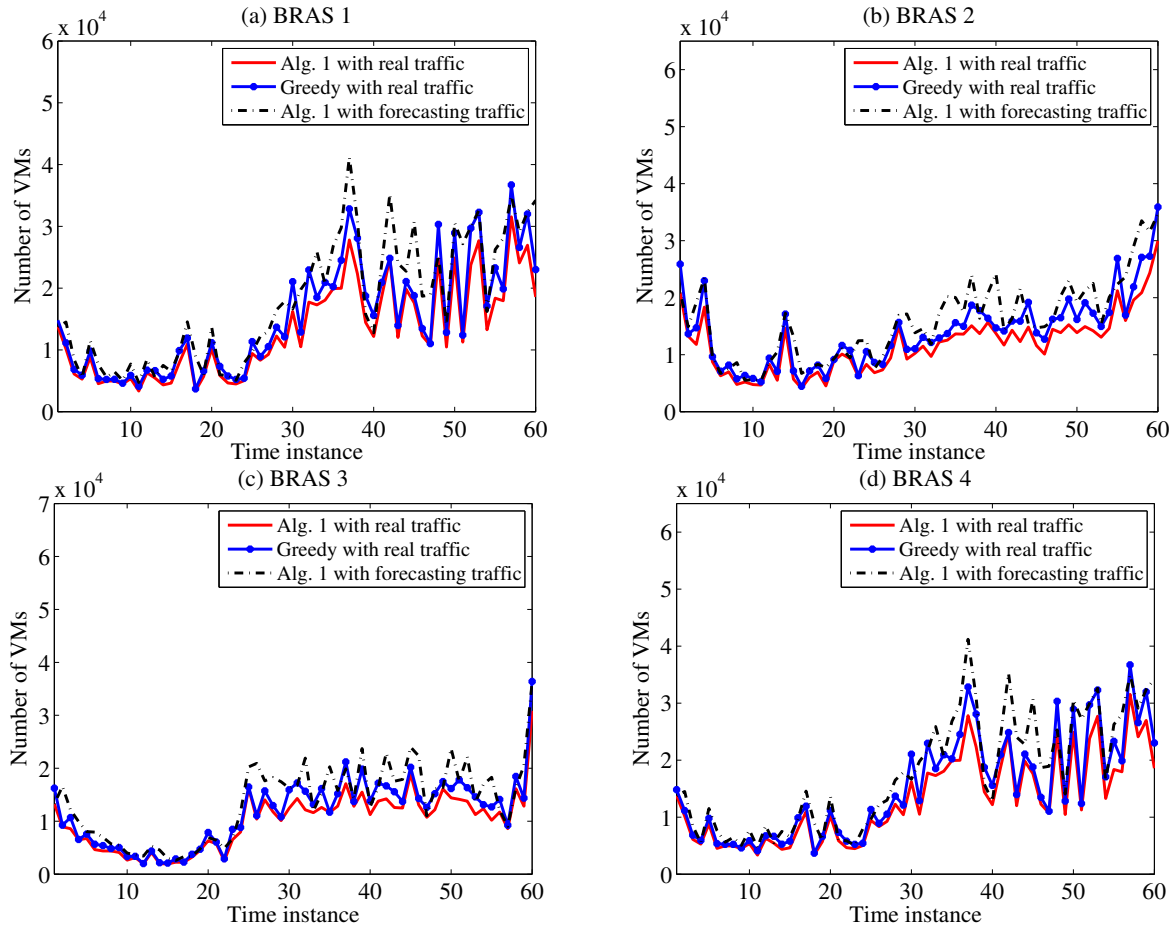 (a) BRAS 1
x 10^4
6
5
4
3
2
1
0
10 20 30 40 50 60
Number of VMs
Time instance
Alg. 1 with real traffic
Greedy with real traffic
Alg. 1 with forecasting traffic
(b) BRAS 2
x 10^4
6
5
4
3
2
1
0
10 20 30 40 50 60
Number of VMs
Time instance
Alg. 1 with real traffic
Greedy with real traffic
Alg. 1 with forecasting traffic
(c) BRAS 3
x 10^4
7
6
5
4
3
2
1
0
10 20 30 40 50 60
Number of VMs
Time instance
Alg. 1 with real traffic
Greedy with real traffic
Alg. 1 with forecasting traffic
(d) BRAS 4
x 10^4
6
5
4
3
2
1
0
10 20 30 40 50 60
Number of VMs
Time instance
Alg. 1 with real traffic
Greedy with real traffic
Alg. 1 with forecasting traffic